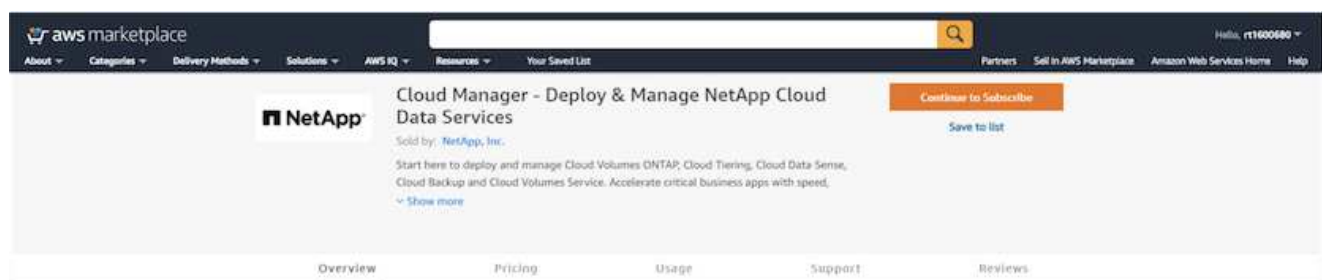 aws marketplace
Hello, rt1600680
About Categories Delivery Methods Solutions AWS IQ Resources Your Saved List Partners Sell in AWS Marketplace Amazon Web Services Home Help
NetApp
Cloud Manager - Deploy & Manage NetApp Cloud
Data Services
Continue to Subscribe
Save to list
Sold by: NetApp, Inc.
Start here to deploy and manage Cloud Volumes ONTAP, Cloud Tiering, Cloud Data Sense,
Cloud Backup and Cloud Volumes Service. Accelerate critical business apps with speed,
Show more
Overview Pricing Usage Support Reviews